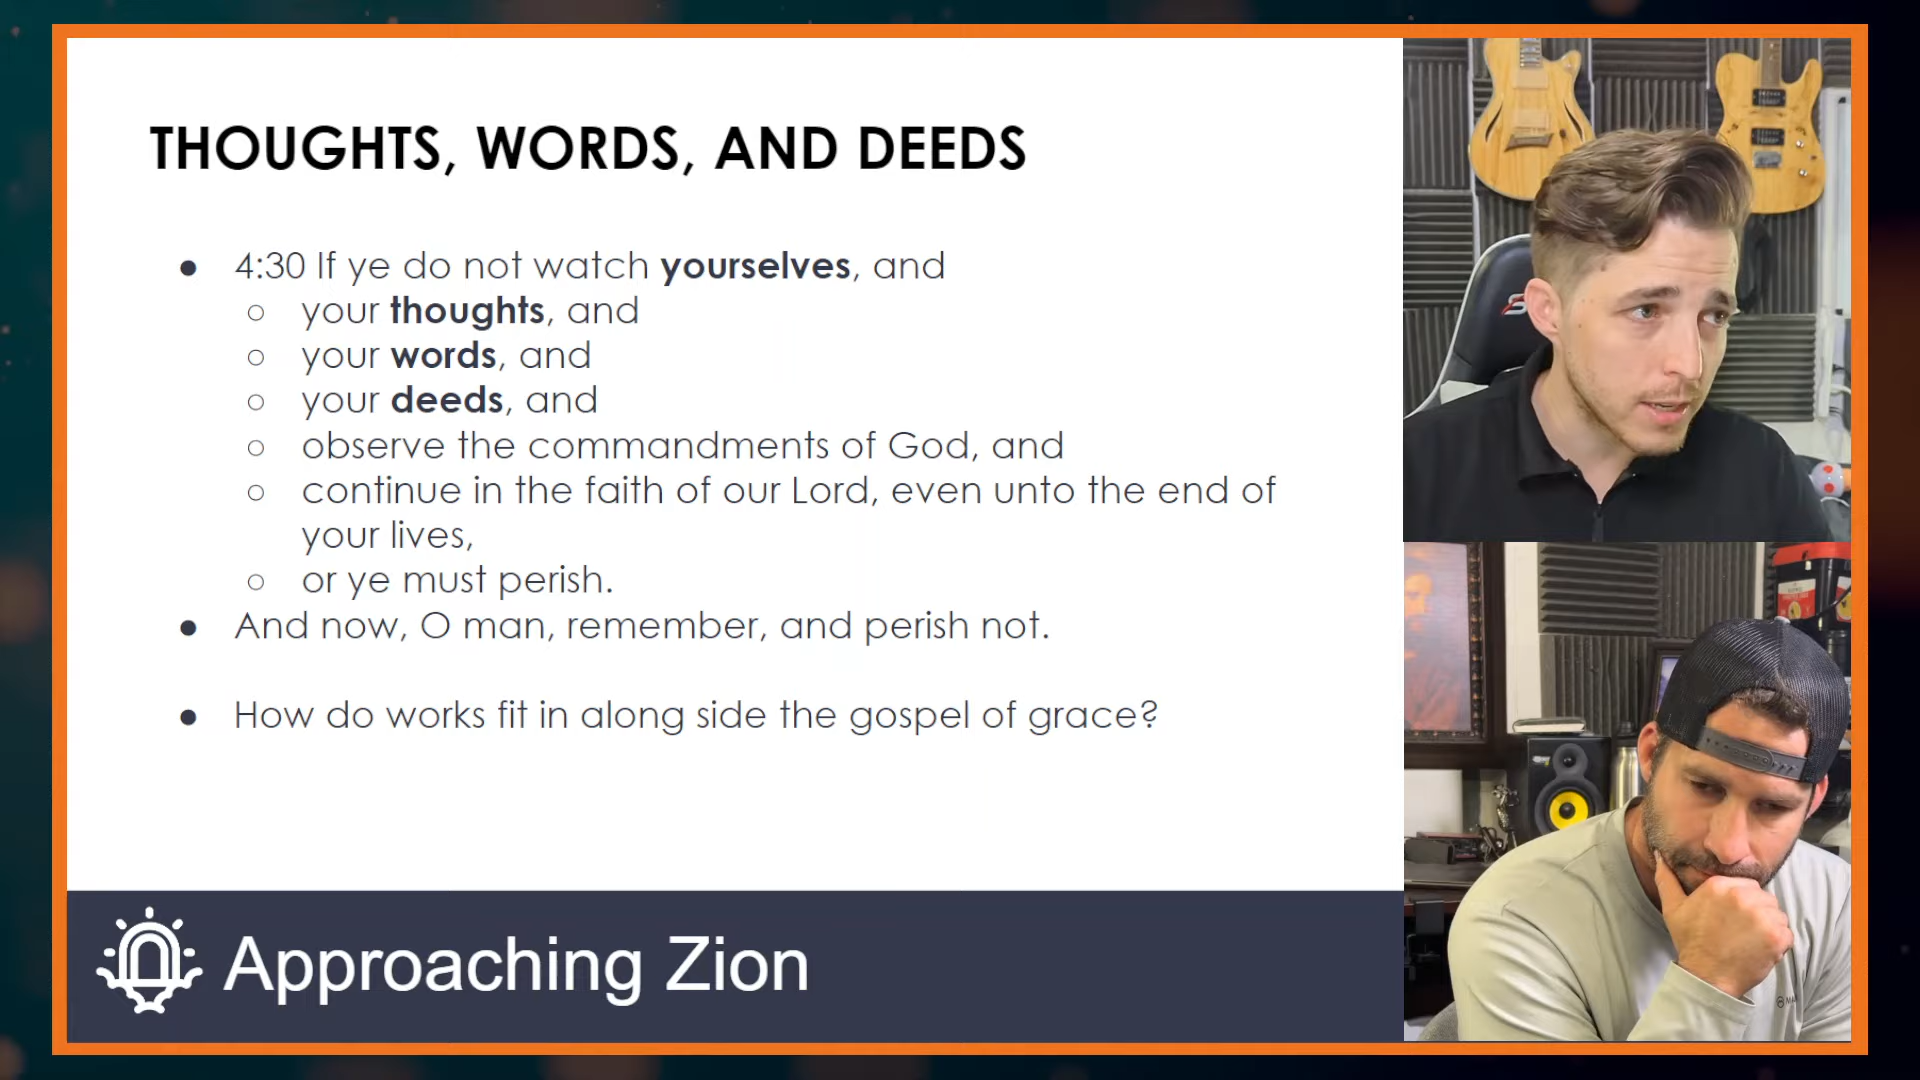 THOUGHTS, WORDS, AND DEEDS
● 4:30 If ye do not watch yourselves, and
○ your thoughts, and
○ your words, and
○ your deeds, and
○ observe the commandments of God, and
○ continue in the faith of our Lord, even unto the end of
your lives,
○ or ye must perish.
● And now, O man, remember, and perish not.
● How do works fit in along side the gospel of grace?
Approaching Zion